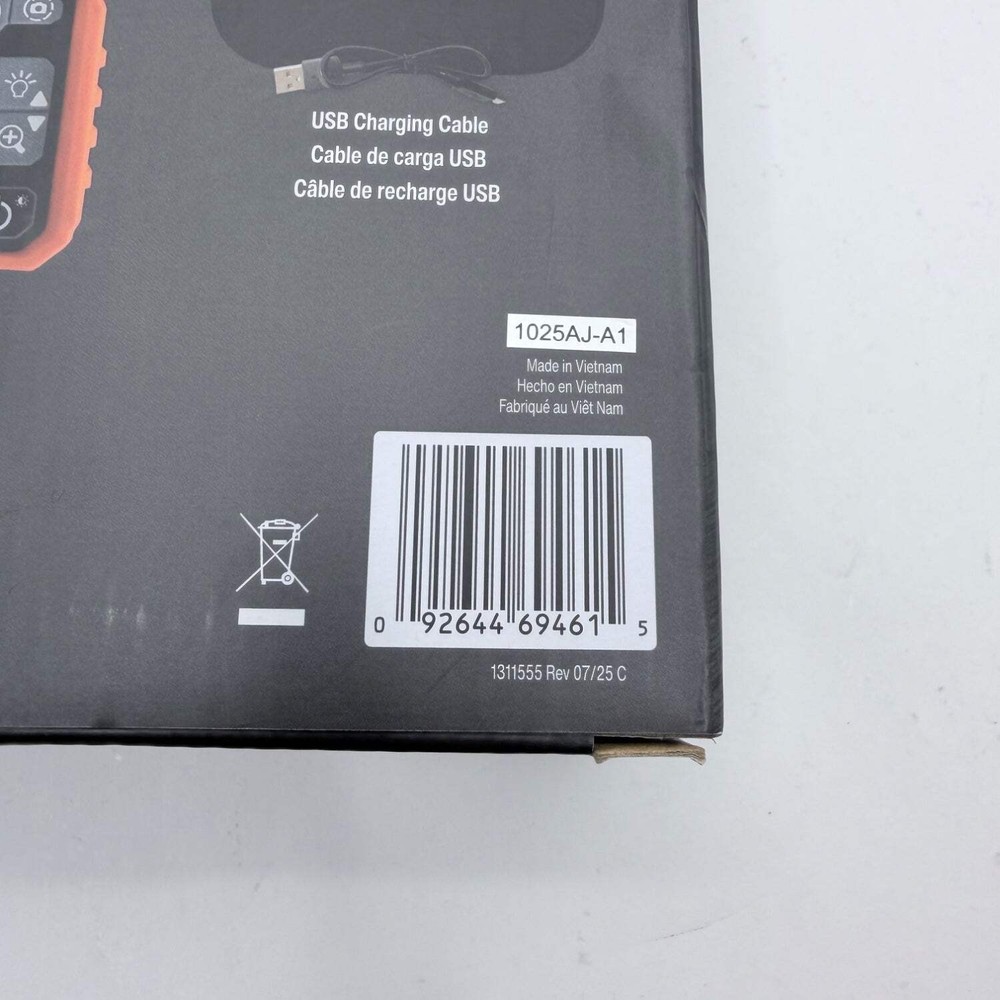 USB Charging Cable
Cable de carga USB
Câble de recharge USB
1025AJ-A1
Made in Vietnam
Hecho en Vietnam
Fabriqué au Viêt Nam
0 92644 69461 5
1311555 Rev 07/25 C